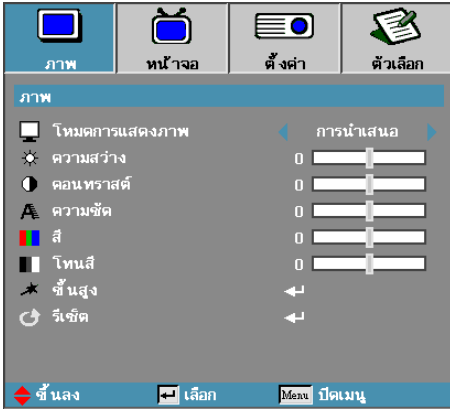 ภาพ หน้าจอ ตั้งค่า ตัวเลือก
ภาพ
โหมดการแสดงภาพ การนำเสนอ
ความสว่าง 0
คอนทราสต์ 0
ความชัด 0
สี 0
โทนสี 0
ขั้นสูง
รีเซ็ต
ขึ้นลง เลือก Menu ปิดเมนู